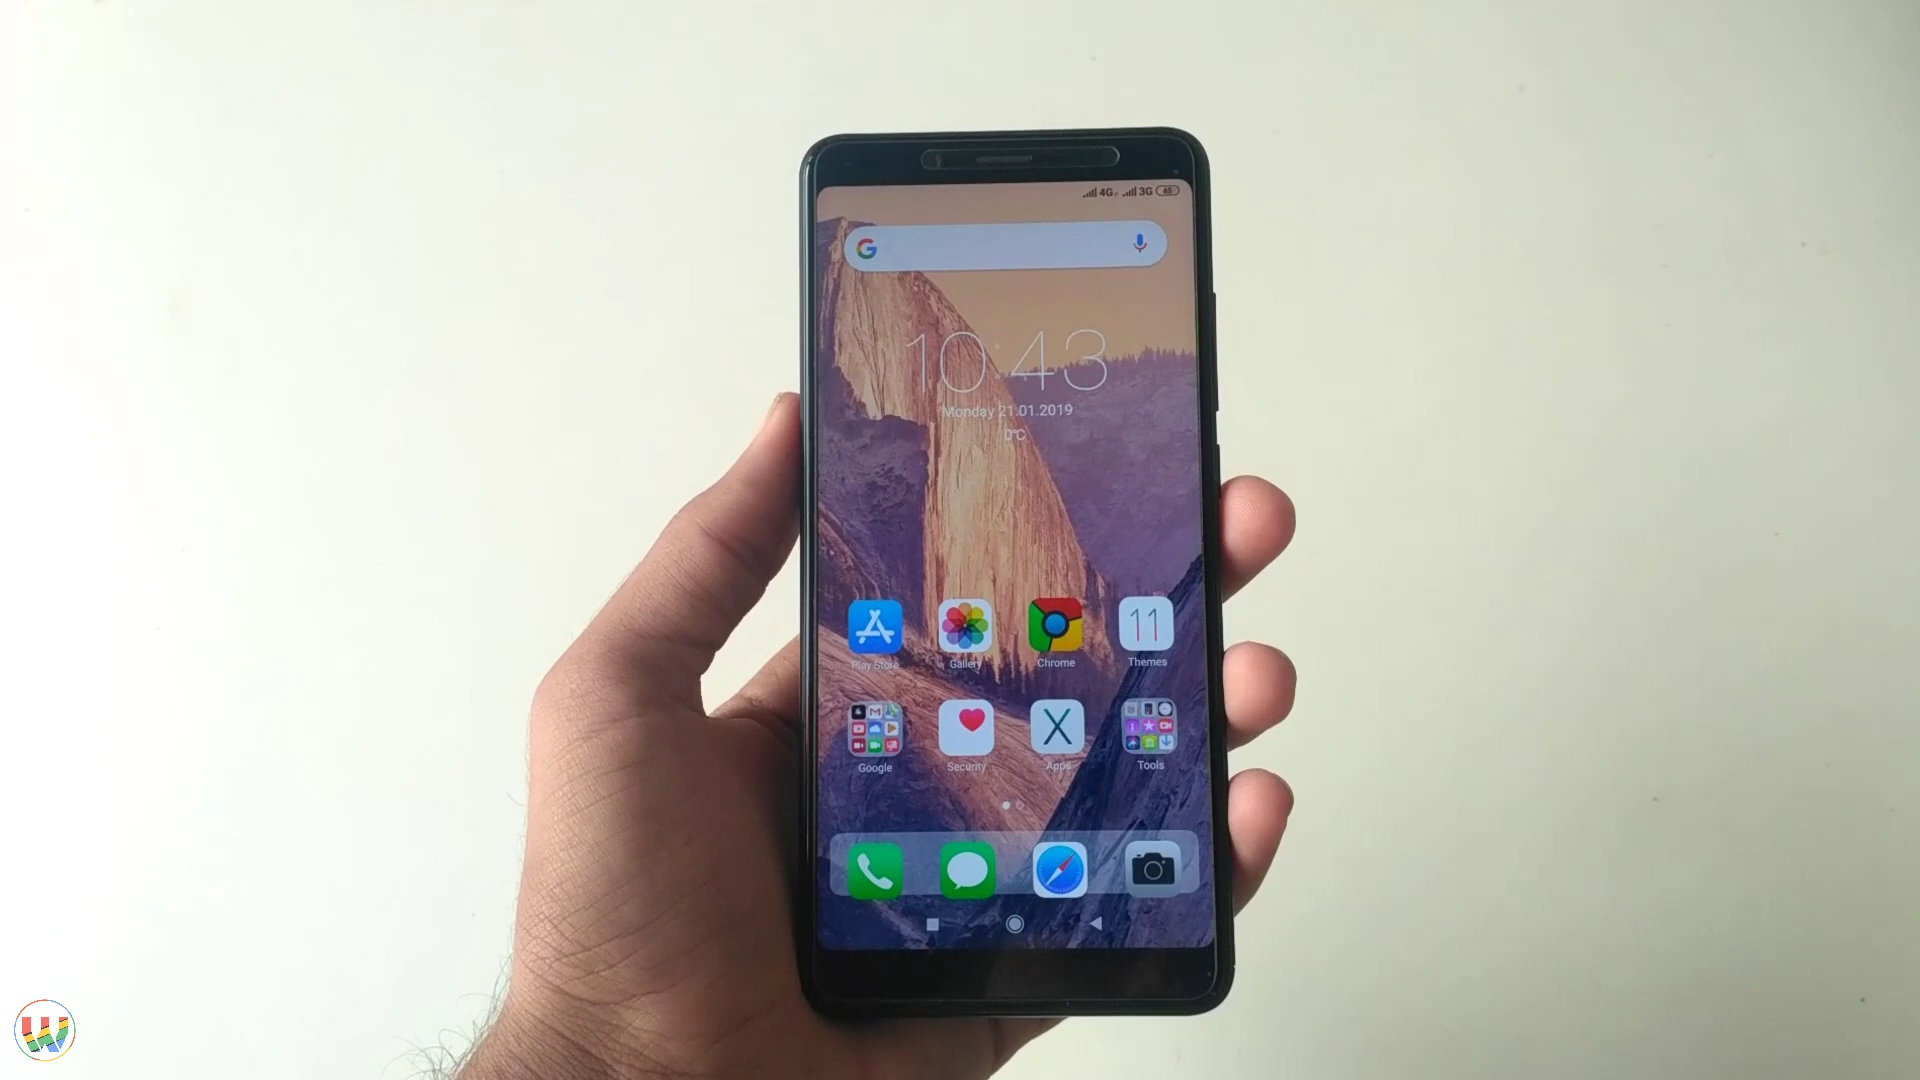 4G 3G 65
10:43
Monday 21.01.2019
0°C
11
Play Store Gallery Chrome Themes
X
Google Security Apps Tools
W